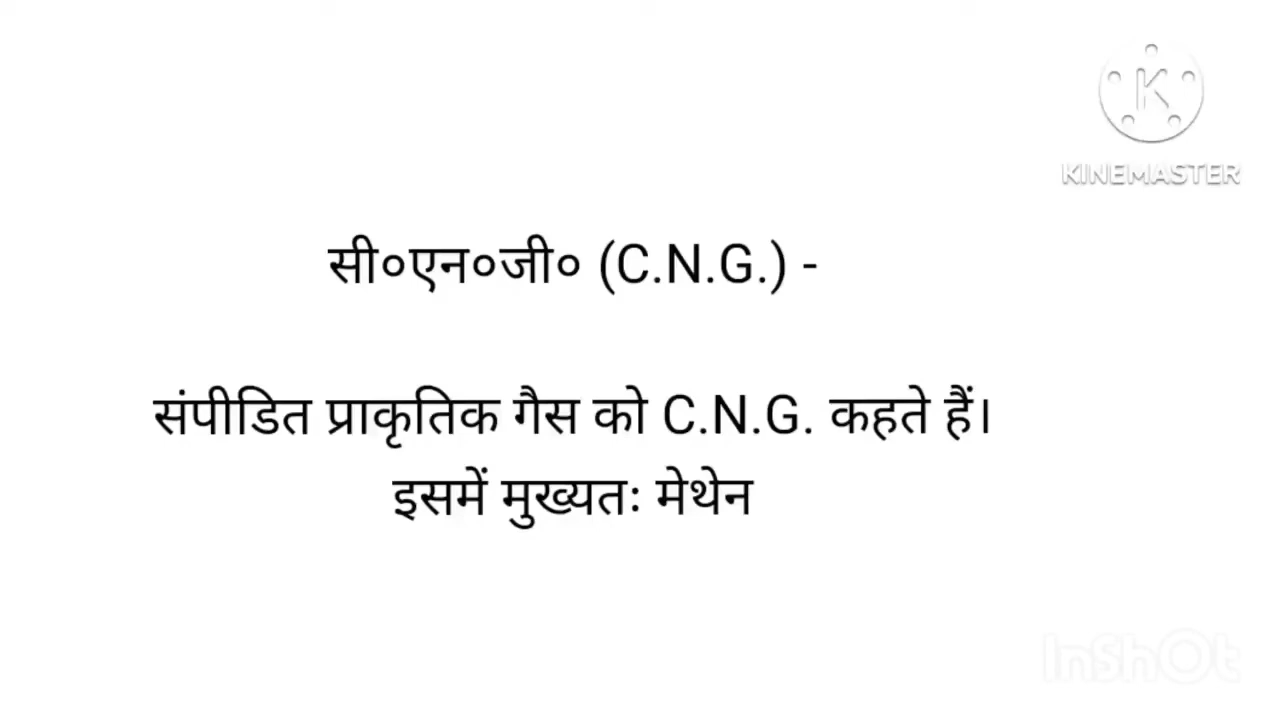 K
KINEMASTER
सी०एन०जी० (C.N.G.) -
संपीडित प्राकृतिक गैस को C.N.G. कहते हैं।
इसमें मुख्यतः मेथेन
InShOt